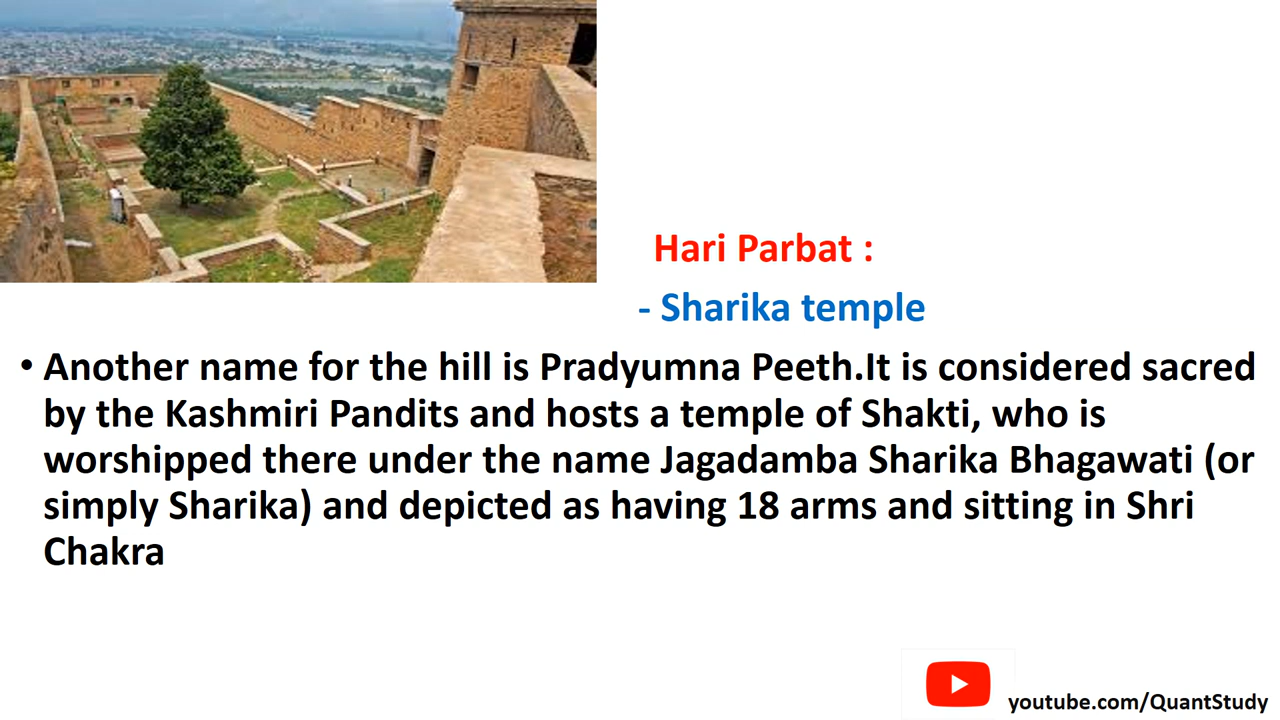 Hari Parbat :
- Sharika temple
• Another name for the hill is Pradyumna Peeth.It is considered sacred
by the Kashmiri Pandits and hosts a temple of Shakti, who is
worshipped there under the name Jagadamba Sharika Bhagawati (or
simply Sharika) and depicted as having 18 arms and sitting in Shri
Chakra
youtube.com/QuantStudy